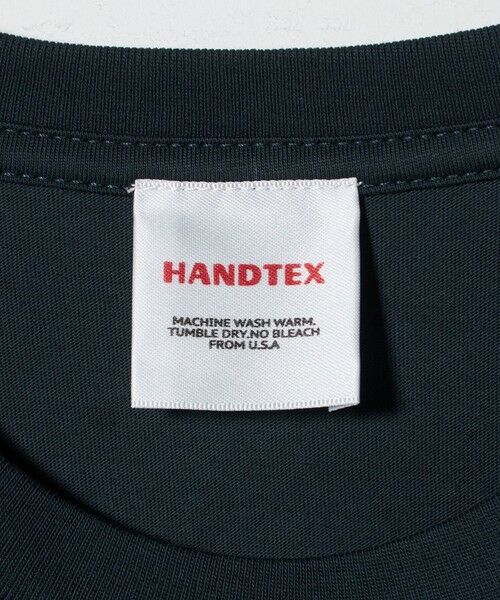 HANDTEX
MACHINE WASH WARM.
TUMBLE DRY.NO BLEACH
FROM U.S.A